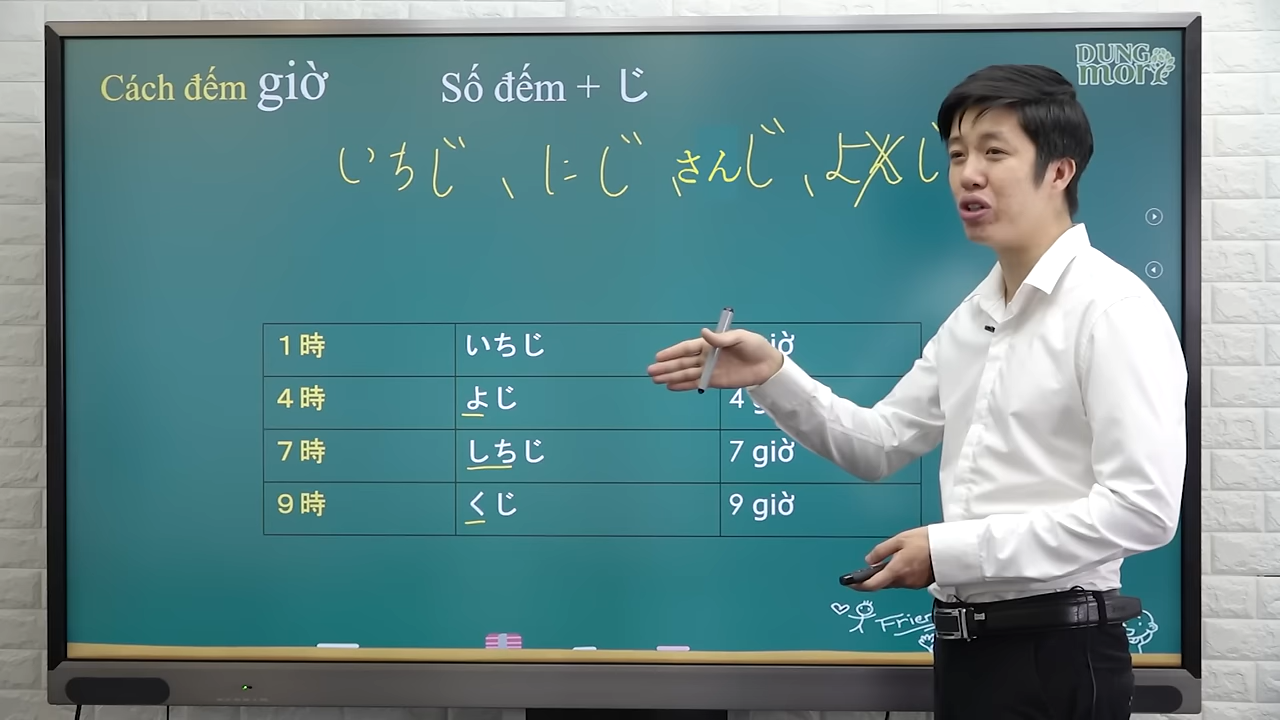 Cách đếm giờ Số đếm + じ
DUNG
mori
いちじ、にじ、さんじ、よんじ
1時 いちじ giờ
4時 よじ 4 g
7時 しちじ 7 giờ
9時 くじ 9 giờ